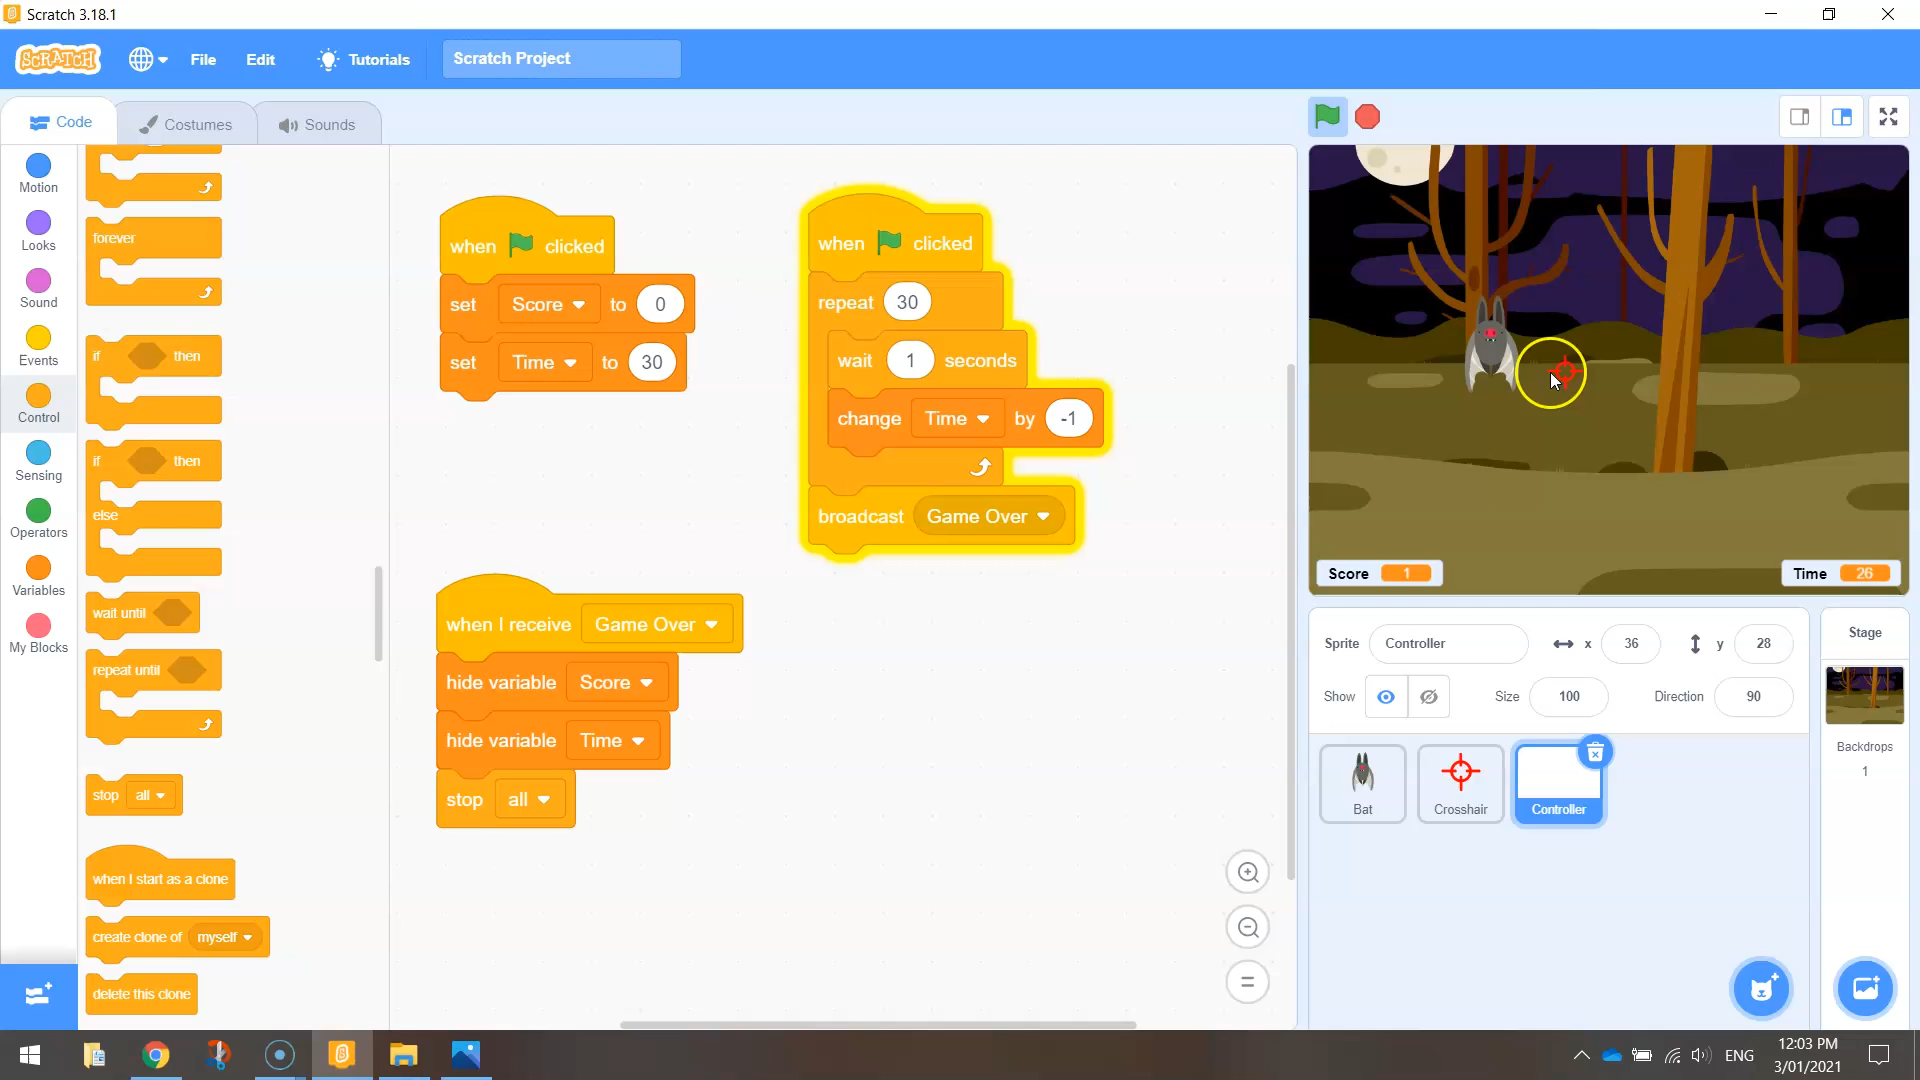 Scratch 3.18.1
SCRATCH
File
Edit
Tutorials
Scratch Project
Code
Costumes
Sounds
Motion
Looks
Sound
Events
Control
Sensing
Operators
Variables
My Blocks
forever
if then
if then
else
wait until
repeat until
stop all
when I start as a clone
create clone of myself
delete this clone
when clicked
set Score to 0
set Time to 30
when clicked
repeat 30
wait 1 seconds
change Time by -1
broadcast Game Over
when I receive Game Over
hide variable Score
hide variable Time
stop all
Score 1
Time 26
Sprite Controller x 36 y 28
Show Size 100 Direction 90
Bat
Crosshair
Controller
Stage
Backdrops
1
ENG
12:03 PM
3/01/2021